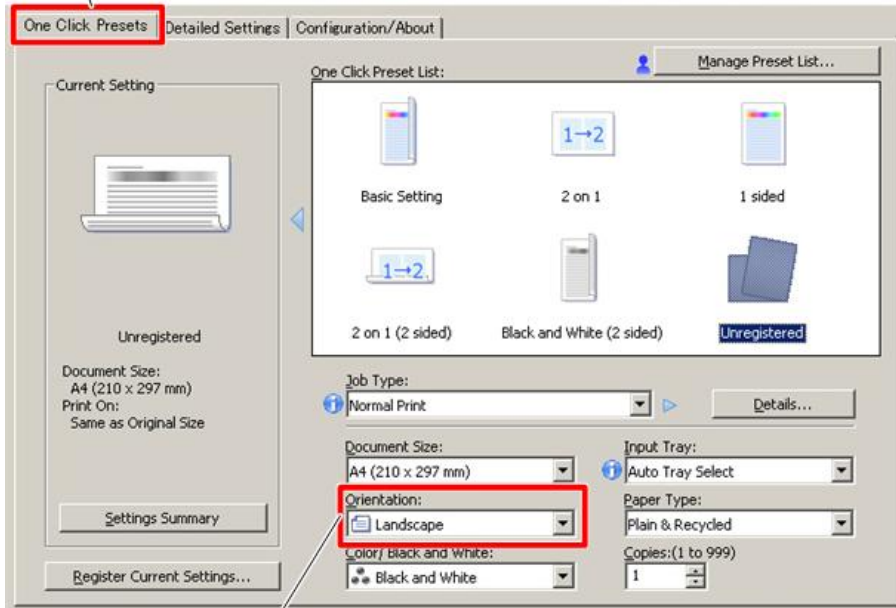 One Click Presets
Detailed Settings
Configuration/About
Current Setting
One Click Preset List:
Manage Preset List...
1→2
Basic Setting
2 on 1
1 sided
1→2
2 on 1 (2 sided)
Black and White (2 sided)
Unregistered
Unregistered
Document Size:
A4 (210 x 297 mm)
Print On:
Same as Original Size
Settings Summary
Register Current Settings...
Job Type:
Normal Print
Details...
Document Size:
A4 (210 x 297 mm)
Input Tray:
Auto Tray Select
Orientation:
Landscape
Paper Type:
Plain & Recycled
Color/ Black and White:
Black and White
Copies:(1 to 999)
1